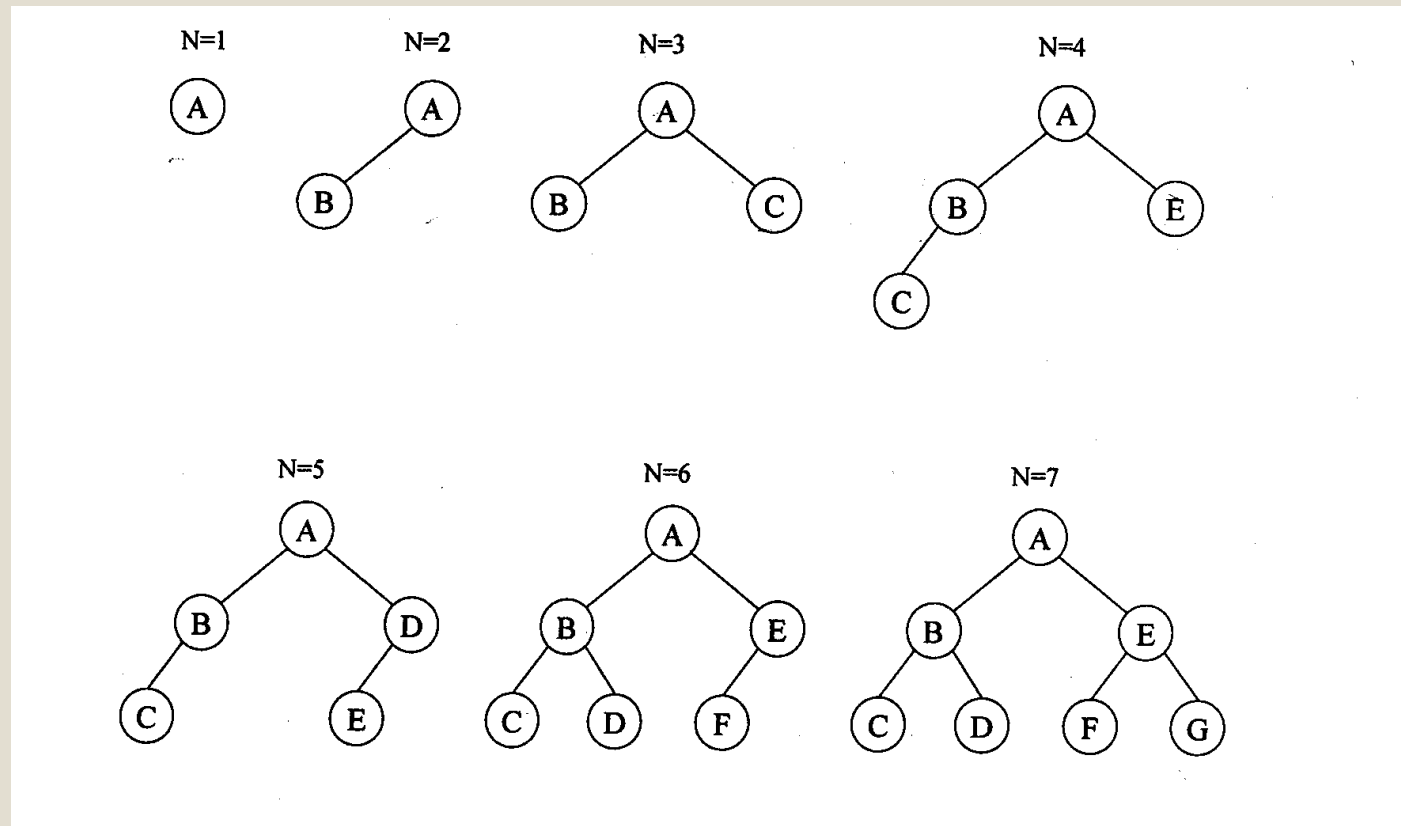 N=1 N=2 N=3 N=4
A A A A
B B C B E
C
N=5 N=6 N=7
A A A
B D B E B E
C E C D F C D F G